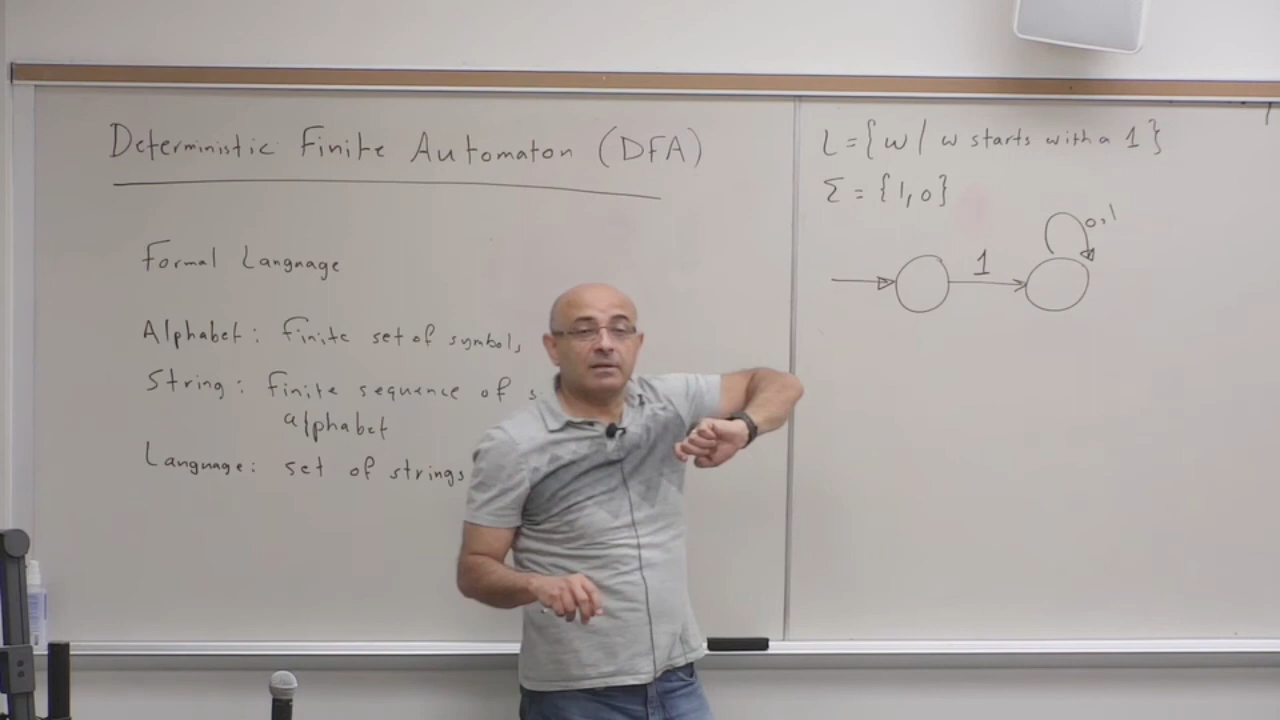 Deterministic Finite Automaton (DFA)
Formal Language
Alphabet: finite set of symbols
String: finite sequence of
alphabet
Language: set of strings
L = {w | w starts with a 1}
Σ = {1,0}
0,1
1